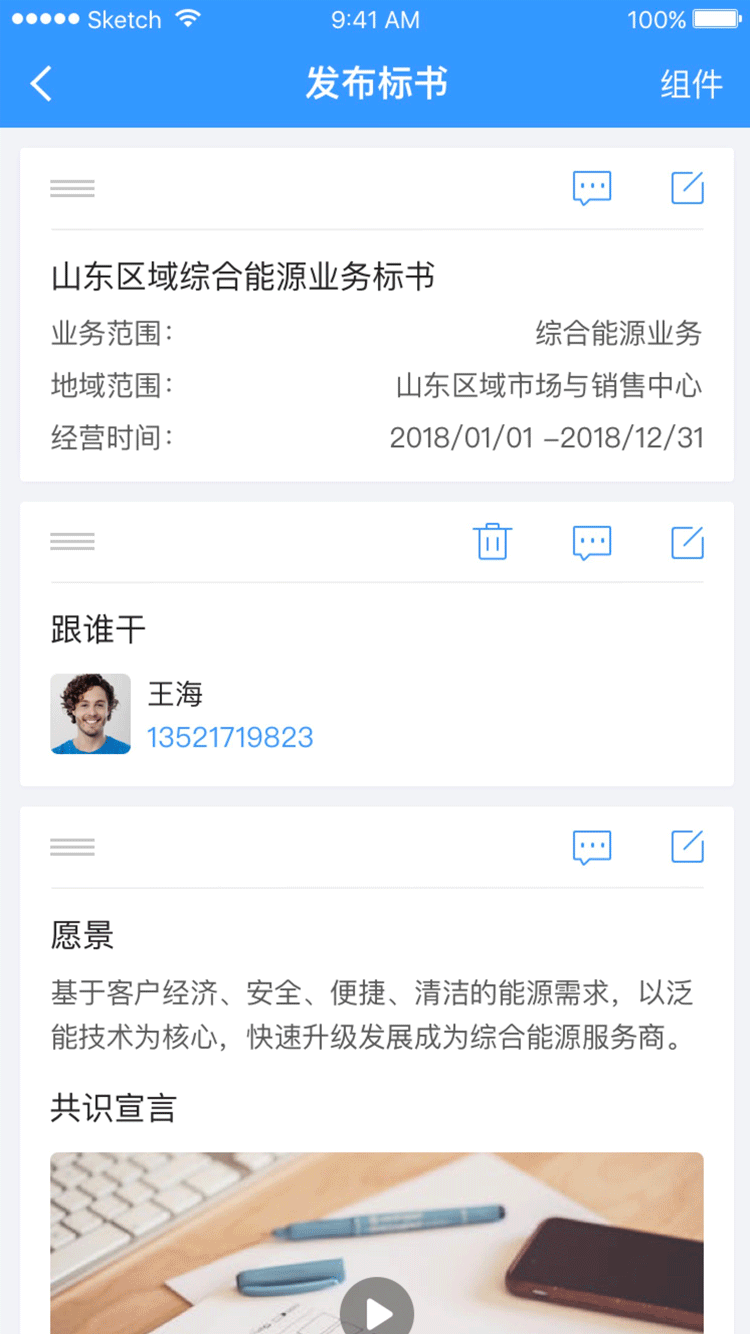 Sketch 9:41 AM 100%
发布标书 组件
山东区域综合能源业务标书
业务范围： 综合能源业务
地域范围： 山东区域市场与销售中心
经营时间： 2018/01/01 –2018/12/31
跟谁干
王海
13521719823
愿景
基于客户经济、安全、便捷、清洁的能源需求，以泛
能技术为核心，快速升级发展成为综合能源服务商。
共识宣言